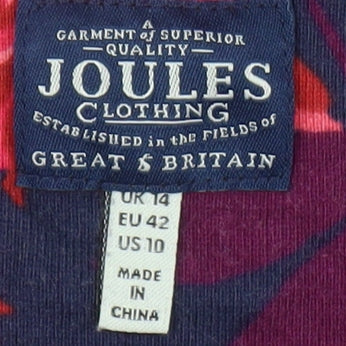 A
GARMENT of SUPERIOR
QUALITY
JOULES
CLOTHING
ESTABLISHED in the FIELDS OF
GREAT & BRITAIN
UK 14
EU 42
US 10
MADE
IN
CHINA